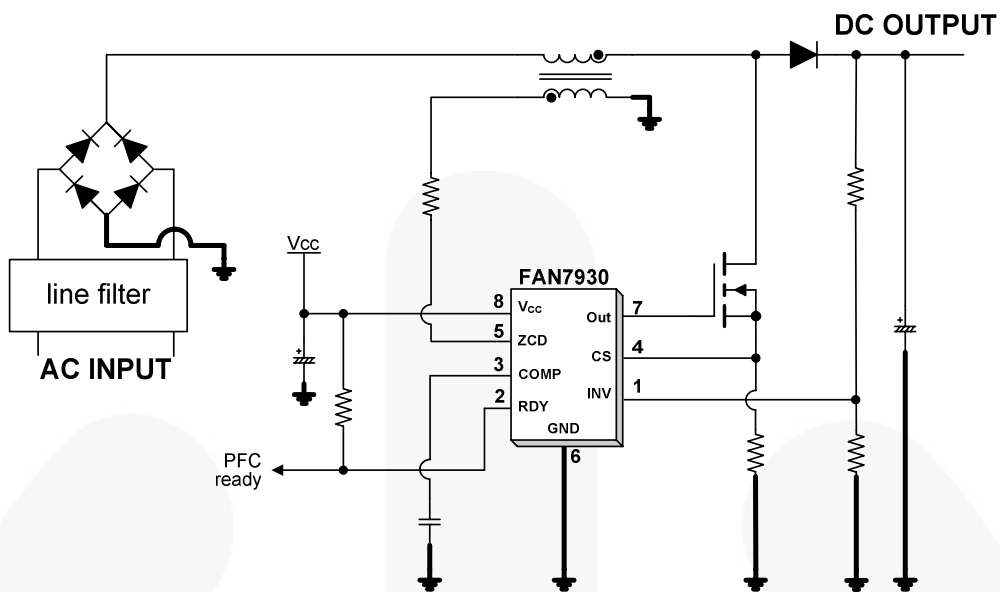 DC OUTPUT
line filter
AC INPUT
Vcc
FAN7930
8
VCC
5
ZCD
3
COMP
2
RDY
GND
6
Out
7
CS
4
INV
1
PFC
ready
+
+